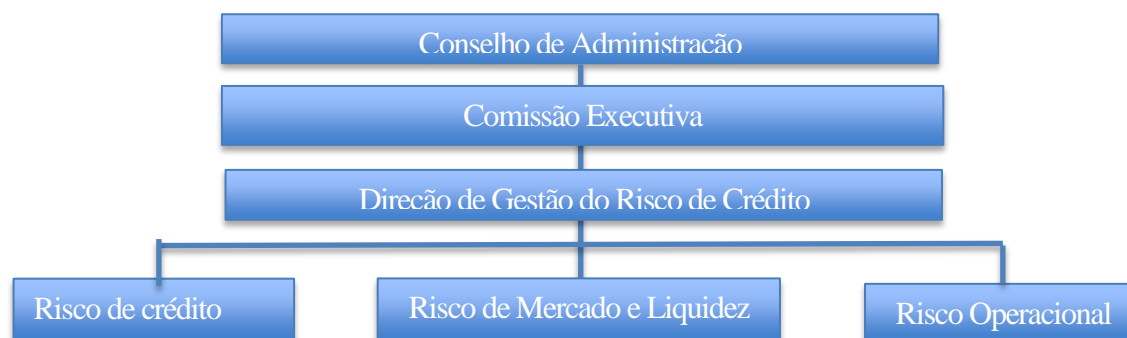 Conselho de Administração
Comissão Executiva
Direção de Gestão do Risco de Crédito
Risco de crédito
Risco de Mercado e Liquidez
Risco Operacional